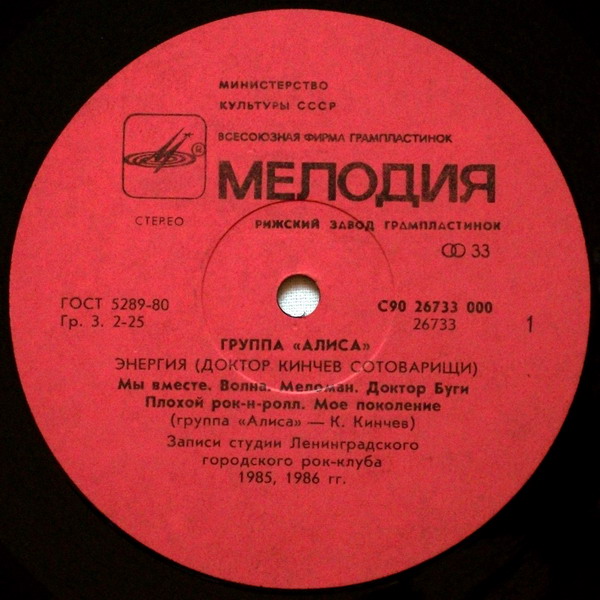 МИНИСТЕРСТВО
КУЛЬТУРЫ СССР
ВСЕСОЮЗНАЯ ФИРМА ГРАМПЛАСТИНОК
®
МЕЛОДИЯ
СТЕРЕО
РИЖСКИЙ ЗАВОД ГРАМПЛАСТИНОК
33
ГОСТ 5289-80
С90 26733 000
Гр. 3. 2-25
26733
1
ГРУППА «АЛИСА»
ЭНЕРГИЯ (ДОКТОР КИНЧЕВ СОТОВАРИЩИ)
Мы вместе. Волна. Меломан. Доктор Буги
Плохой рок-н-ролл. Мое поколение
(группа «Алиса» — К. Кинчев)
Записи студии Ленинградского
городского рок-клуба
1985, 1986 гг.